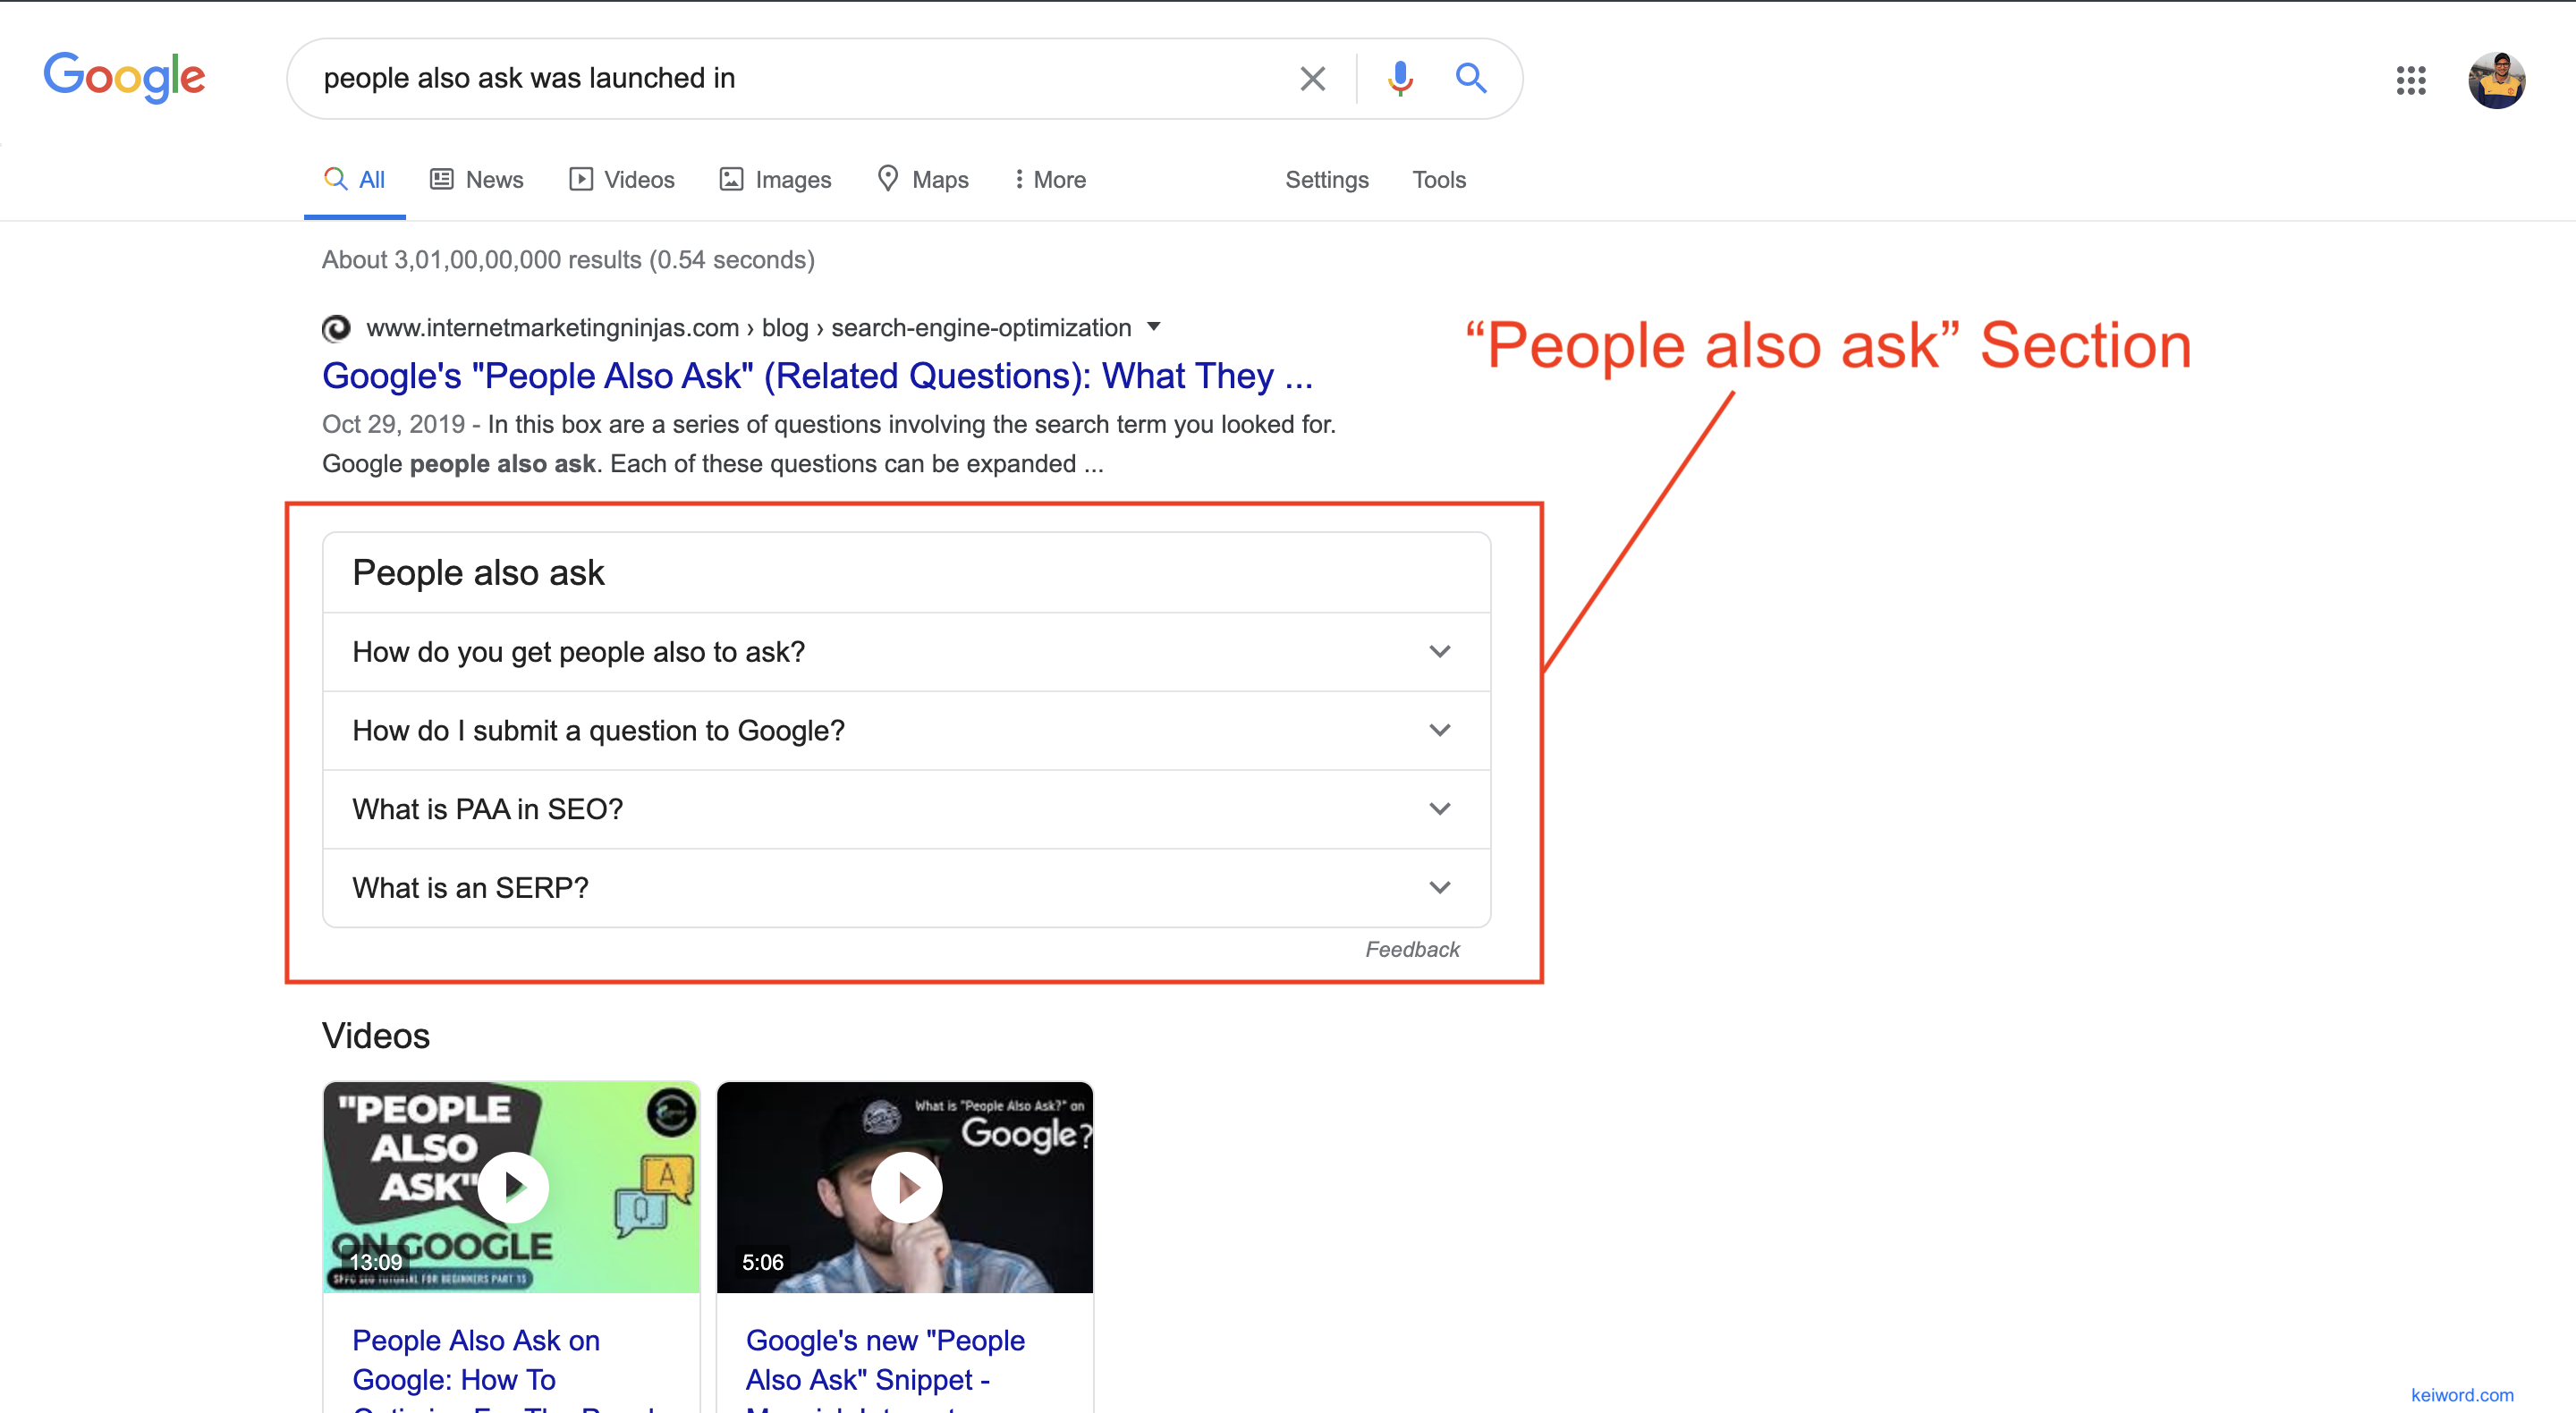 Google
people also ask was launched in
All
News
Videos
Images
Maps
More
Settings
Tools
About 3,01,00,00,000 results (0.54 seconds)
www.internetmarketingninjas.com › blog › search-engine-optimization
Google's "People Also Ask" (Related Questions): What They ...
Oct 29, 2019 - In this box are a series of questions involving the search term you looked for.
Google people also ask. Each of these questions can be expanded ...
“People also ask” Section
People also ask
How do you get people also to ask?
How do I submit a question to Google?
What is PAA in SEO?
What is an SERP?
Feedback
Videos
"PEOPLE
ALSO
ASK"
A
Q
ON GOOGLE
13:09
SEO TUTORIAL FOR BEGINNERS PART 15
What is "People Also Ask?" on
Google?
5:06
People Also Ask on
Google: How To
Google's new "People
Also Ask" Snippet -
keiword.com